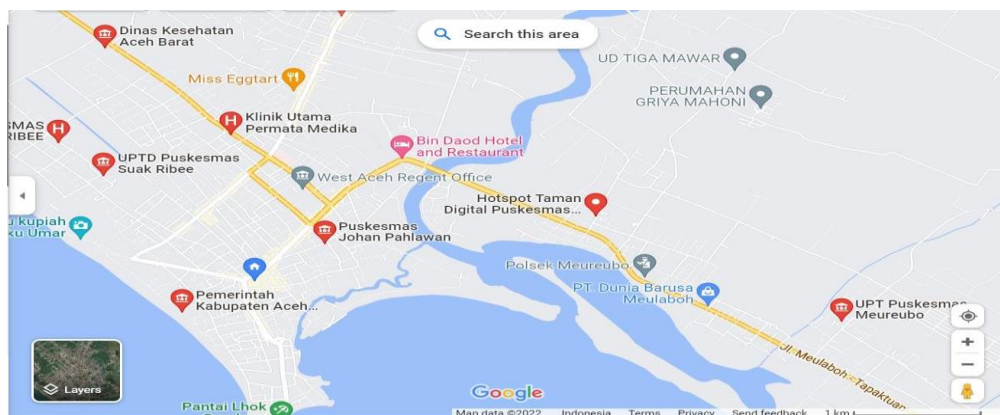 Dinas Kesehatan
Aceh Barat
Search this area
UD TIGA MAWAR
Miss Eggtart
PERUMAHAN
GRIYA MAHONI
Klinik Utama
Permata Medika
SMAS
RIBEE
Bin Daod Hotel
and Restaurant
UPTD Puskesmas
Suak Ribee
West Aceh Regent Office
Hotspot Taman
Digital Puskesmas...
kupiah
ku Umar
Puskesmas
Johan Pahlawan
Polsek Meureubo
PT. Dunia Barusa
Meulaboh
Pemerintah
Kabupaten Aceh...
UPT Puskesmas
Meureubo
Jl. Meulaboh - Tapaktuan
Layers
Google
Pantai Lhok
Map data ©2022 Indonesia Terms Privacy Send feedback 1 km